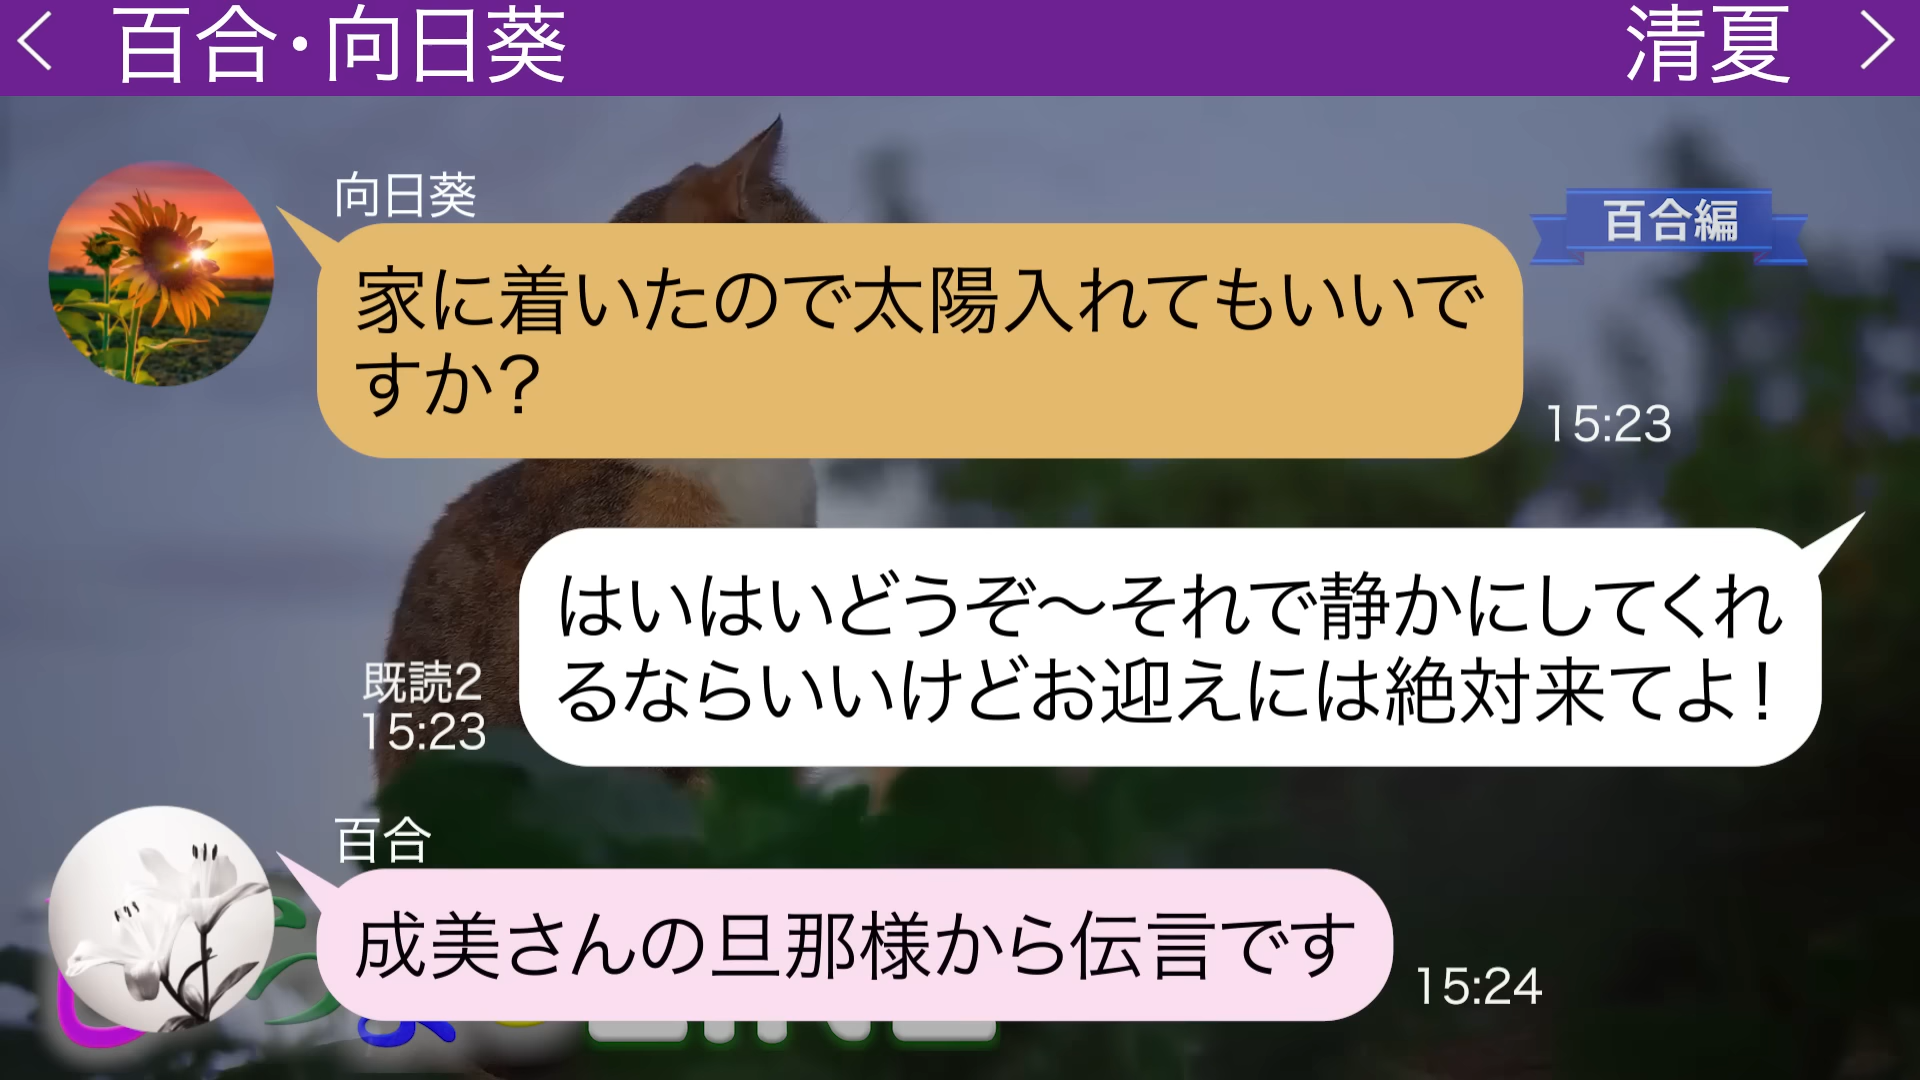 百合・向日葵
清夏
向日葵
百合編
家に着いたので太陽入れてもいいで
すか？
15:23
はいはいどうぞ～それで静かにしてくれ
るならいいけどお迎えには絶対来てよ！
既読2
15:23
百合
成美さんの旦那様から伝言です
15:24